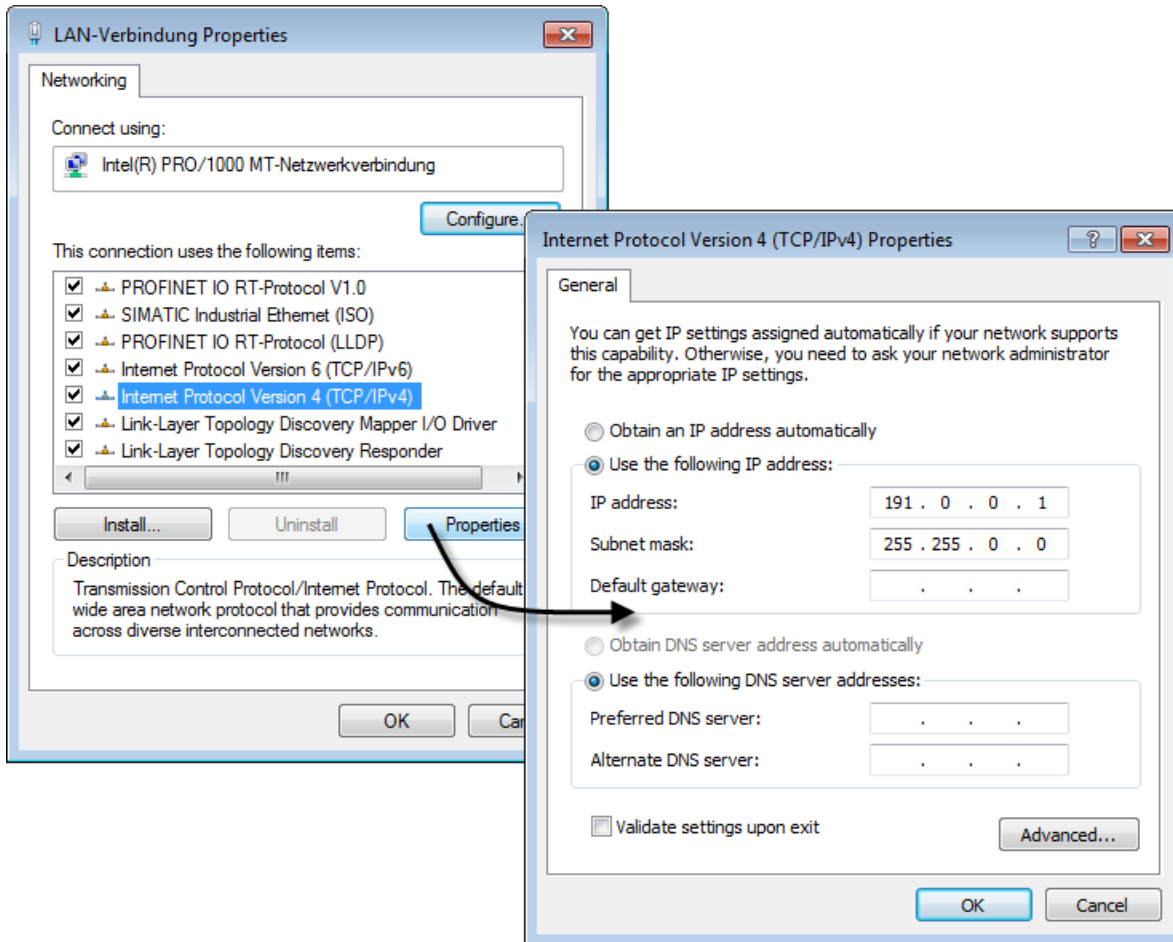 LAN-Verbindung Properties
Networking
Connect using:
Intel(R) PRO/1000 MT-Netzwerkverbindung
Configure.
This connection uses the following items:
PROFINET IO RT-Protocol V1.0
SIMATIC Industrial Ethernet (ISO)
PROFINET IO RT-Protocol (LLDP)
Internet Protocol Version 6 (TCP/IPv6)
Internet Protocol Version 4 (TCP/IPv4)
Link-Layer Topology Discovery Mapper I/O Driver
Link-Layer Topology Discovery Responder
Install...
Uninstall
Properties
Description
Transmission Control Protocol/Internet Protocol. The default
wide area network protocol that provides communication
across diverse interconnected networks.
OK
Internet Protocol Version 4 (TCP/IPv4) Properties
General
You can get IP settings assigned automatically if your network supports
this capability. Otherwise, you need to ask your network administrator
for the appropriate IP settings.
Obtain an IP address automatically
Use the following IP address:
IP address: 191 . 0 . 0 . 1
Subnet mask: 255 . 255 . 0 . 0
Default gateway: . . .
Obtain DNS server address automatically
Use the following DNS server addresses:
Preferred DNS server: . . .
Alternate DNS server: . . .
Validate settings upon exit
Advanced...
OK
Cancel